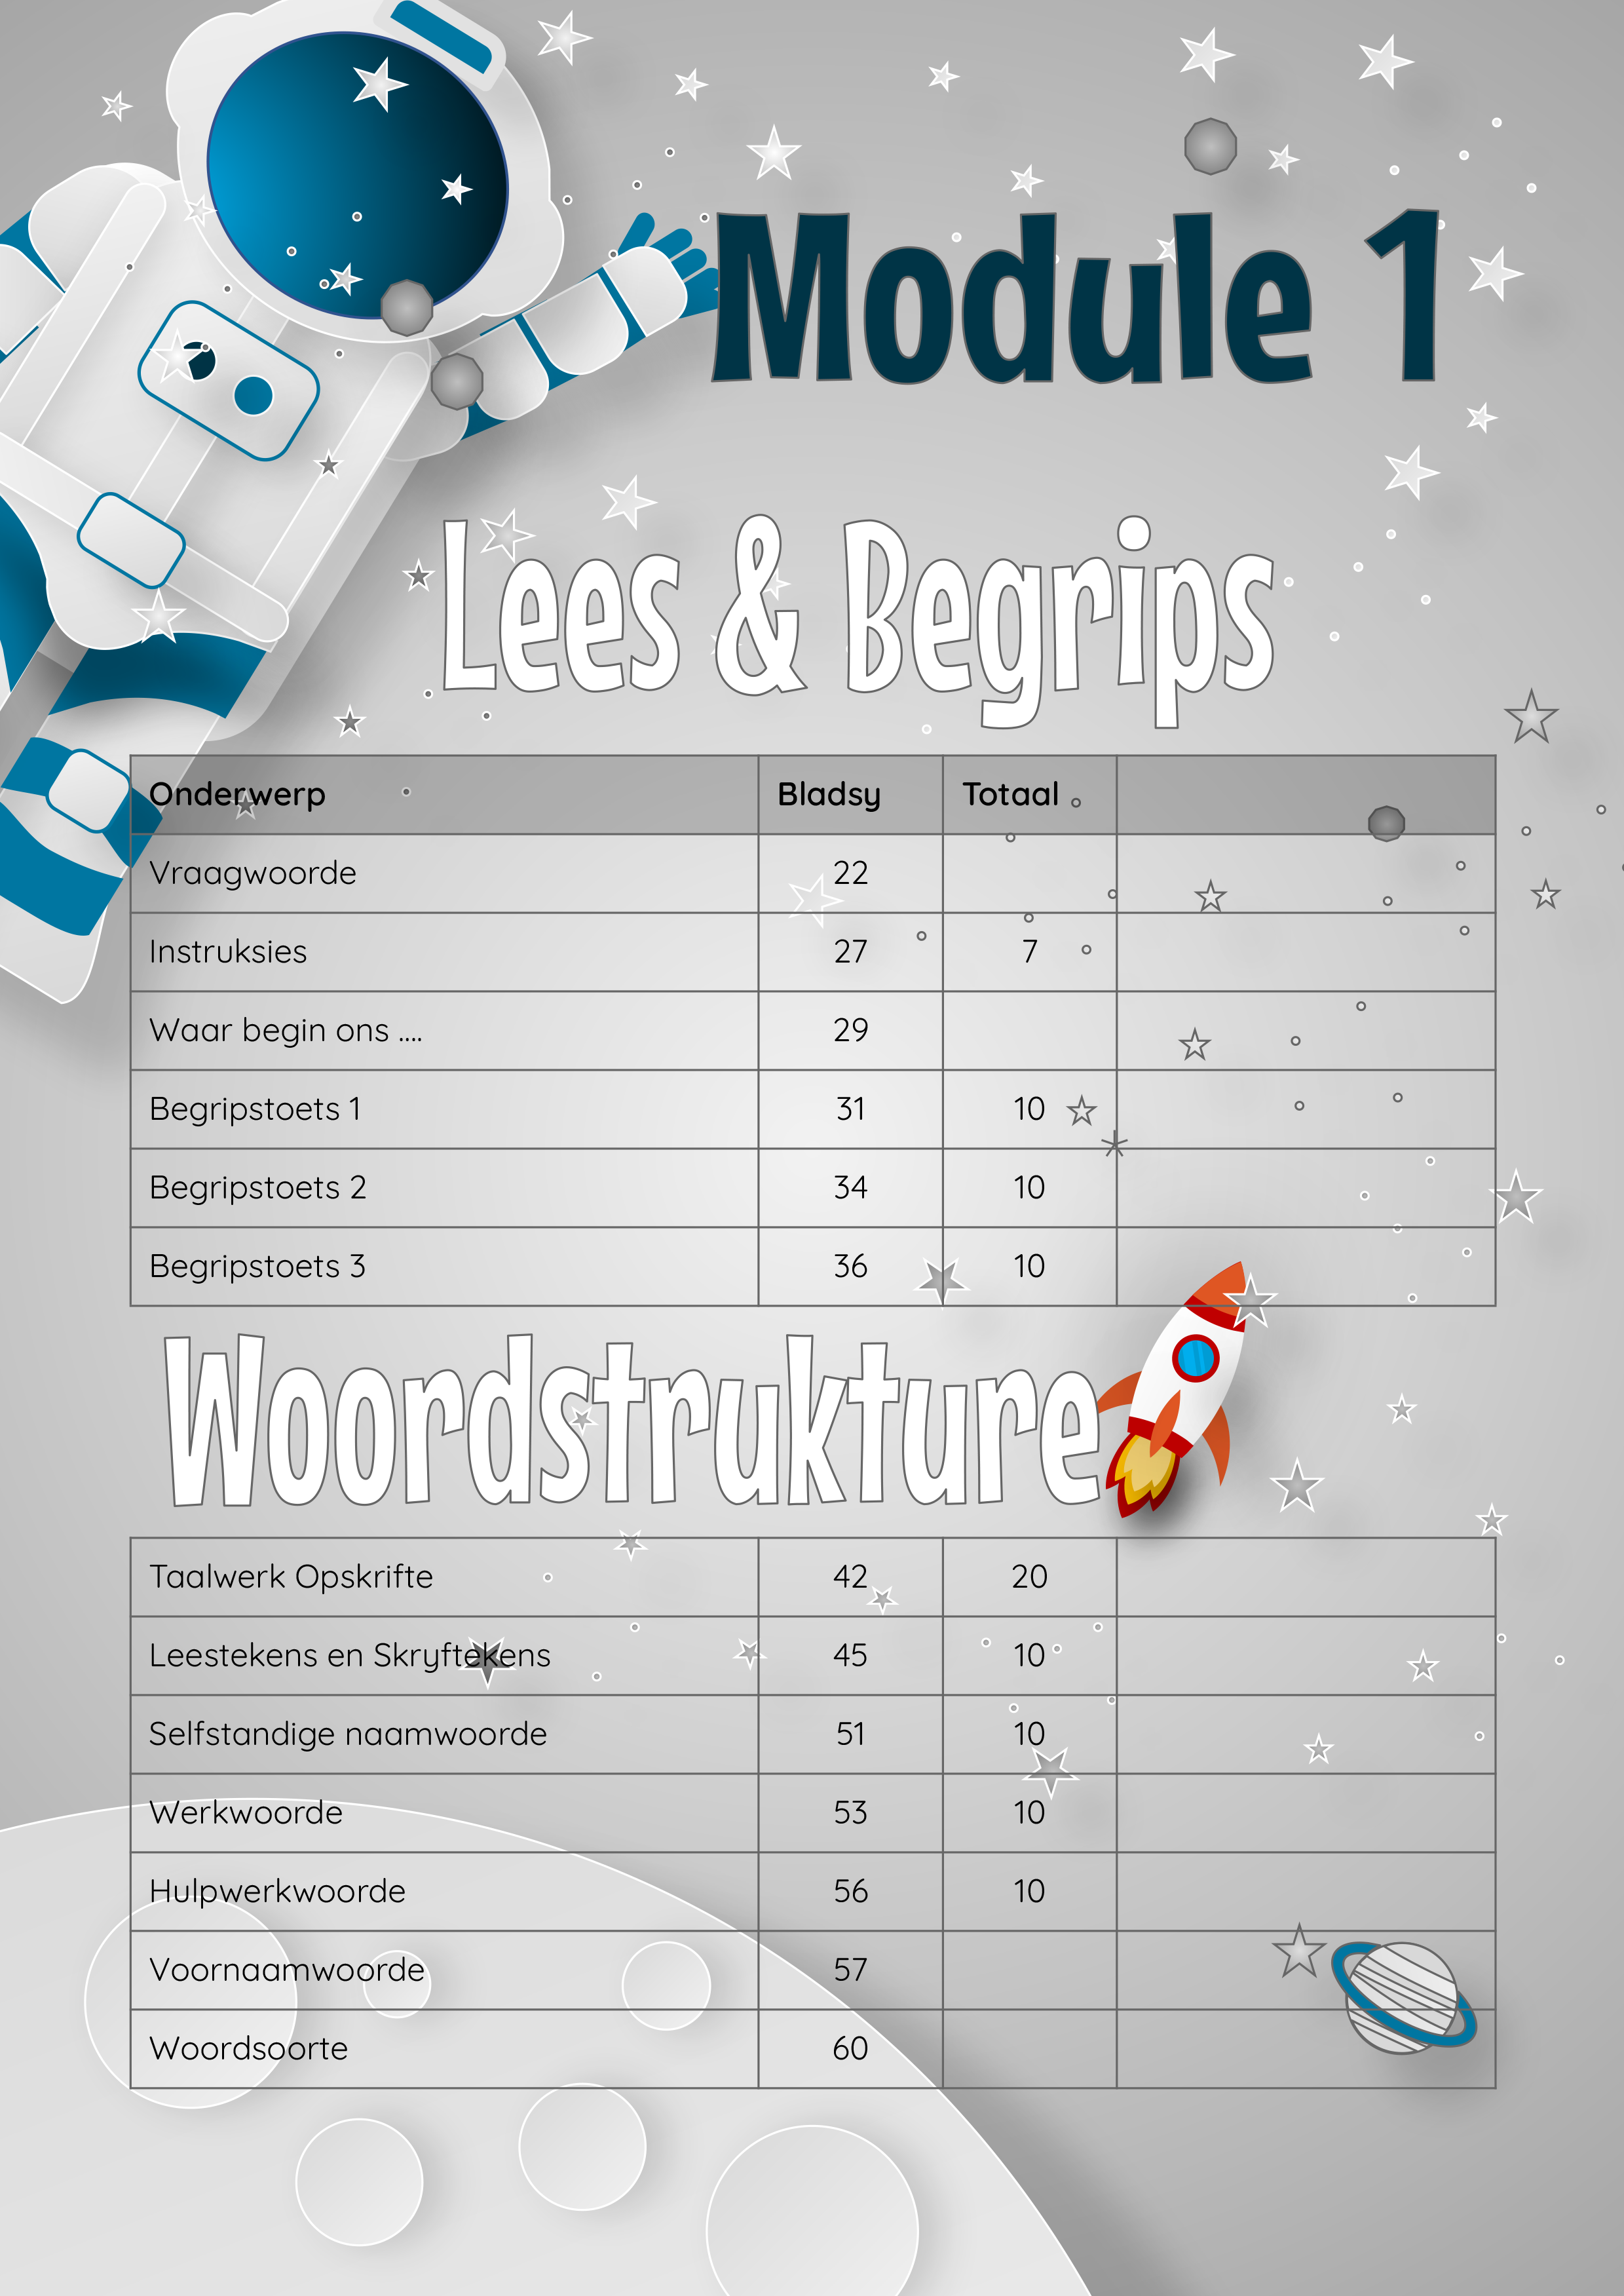 Module 1
Lees & Begrips
Onderwerp Bladsy Totaal
Vraagwoorde 22
Instruksies 27 7
Waar begin ons .... 29
Begripstoets 1 31 10
Begripstoets 2 34 10
Begripstoets 3 36 10
Woordstrukture
Taalwerk Opskrifte 42 20
Leestekens en Skryftekens 45 10
Selfstandige naamwoorde 51 10
Werkwoorde 53 10
Hulpwerkwoorde 56 10
Voornaamwoorde 57
Woordsoorte 60